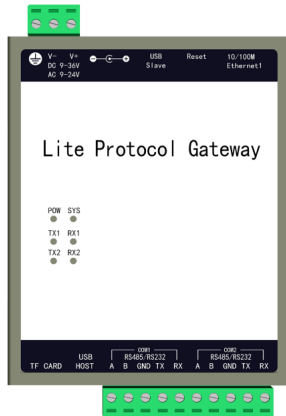 V- V+ USB Reset 10/100M
DC 9-36V Slave Ethernet1
AC 9-24V
Lite Protocol Gateway
POW SYS
TX1 RX1
TX2 RX2
COM1 COM2
USB RS485/RS232 RS485/RS232
TF CARD HOST A B GND TX RX A B GND TX RX